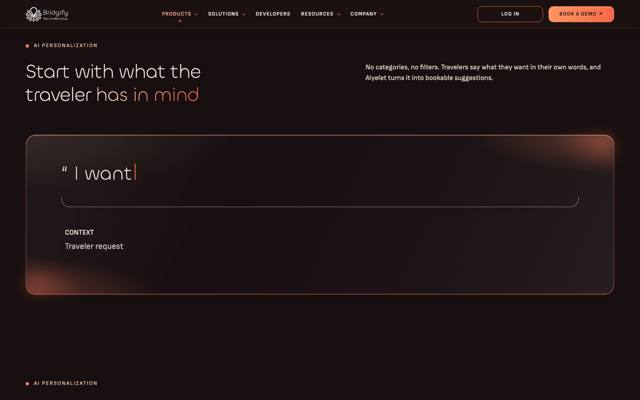 Bridgify
PRODUCTS
SOLUTIONS
DEVELOPERS
RESOURCES
COMPANY
LOG IN
BOOK A DEMO
AI PERSONALIZATION
Start with what the
traveler has in mind
No categories, no filters. Travelers say what they want in their own words, and
AIyelet turns it into bookable suggestions.
“ I want
CONTEXT
Traveler request
AI PERSONALIZATION